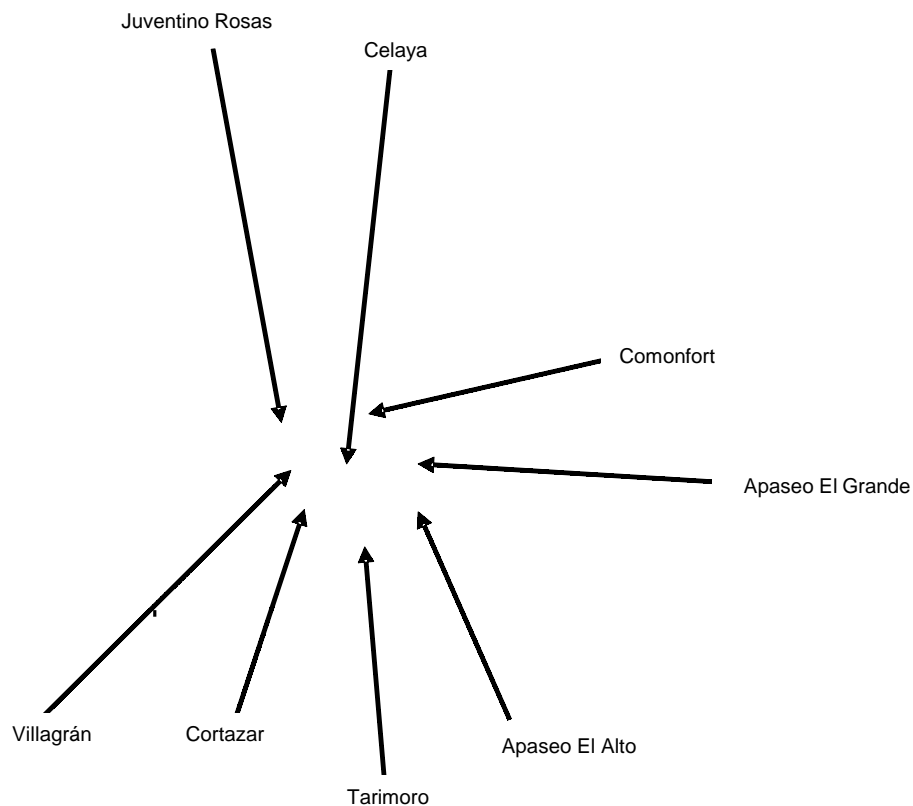 Juventino Rosas
Celaya
Comonfort
Apaseo El Grande
Villagrán
Cortazar
Apaseo El Alto
Tarimoro